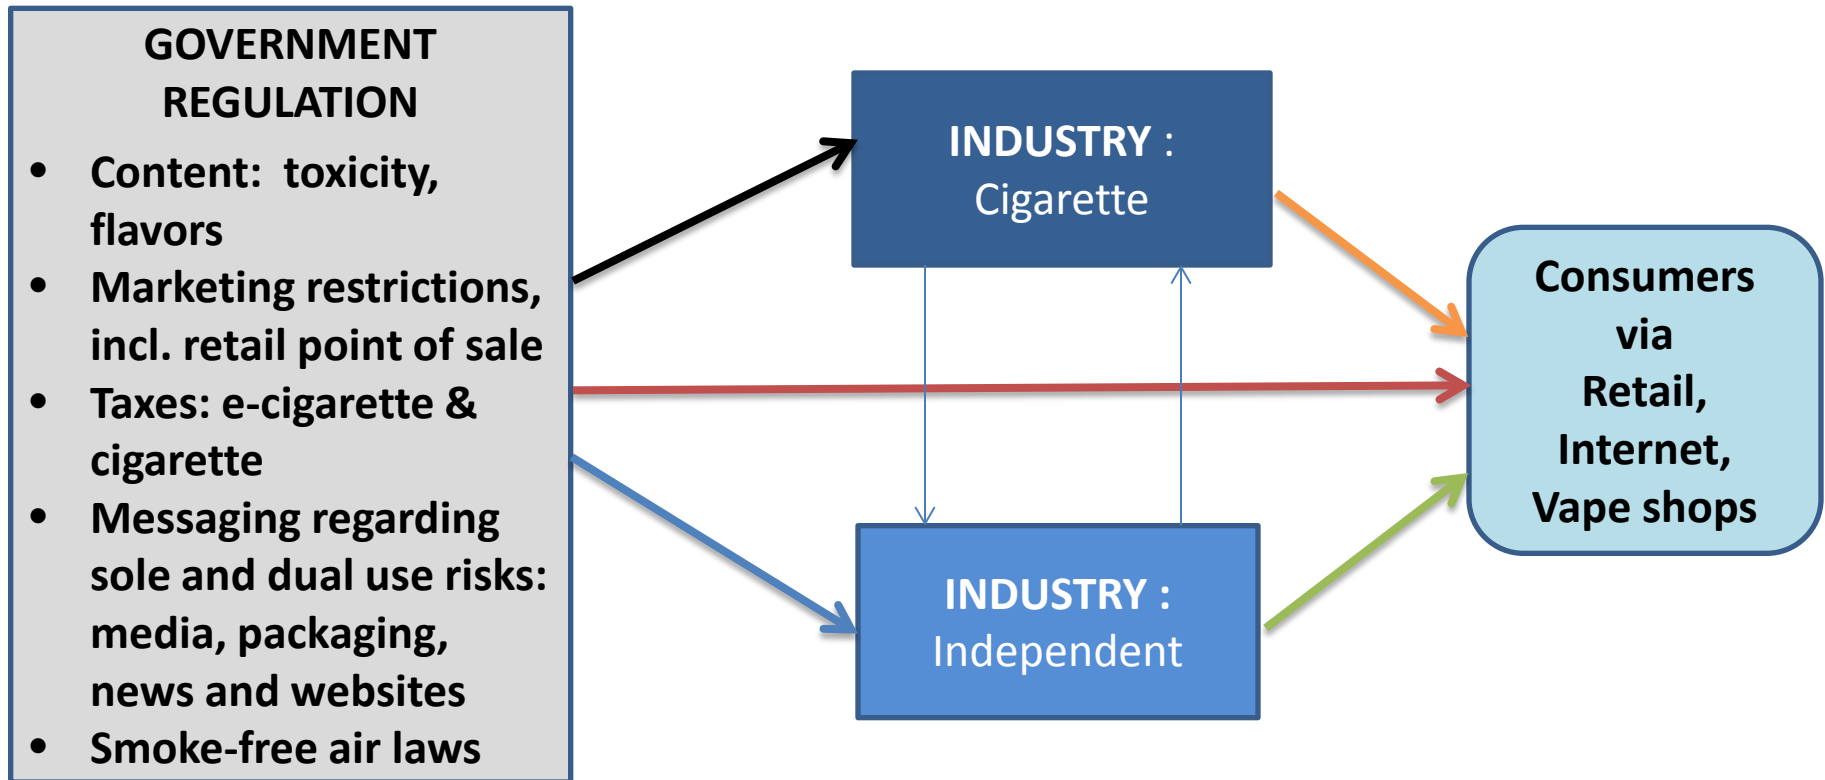 GOVERNMENT
REGULATION
• Content:  toxicity,
flavors
• Marketing restrictions,
incl. retail point of sale
• Taxes: e-cigarette &
cigarette
• Messaging regarding
sole and dual use risks:
media, packaging,
news and websites
• Smoke-free air laws
INDUSTRY :
Cigarette
INDUSTRY :
Independent
Consumers
via
Retail,
Internet,
Vape shops